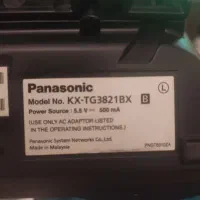 Panasonic
Model No. KX-TG3821BX B
Power Source : 5.5 V⎓ 500 mA
(USE ONLY AC ADAPTOR LISTED
IN THE OPERATING INSTRUCTIONS.)
Panasonic System Networks Co.,Ltd.
Made in Malaysia
L